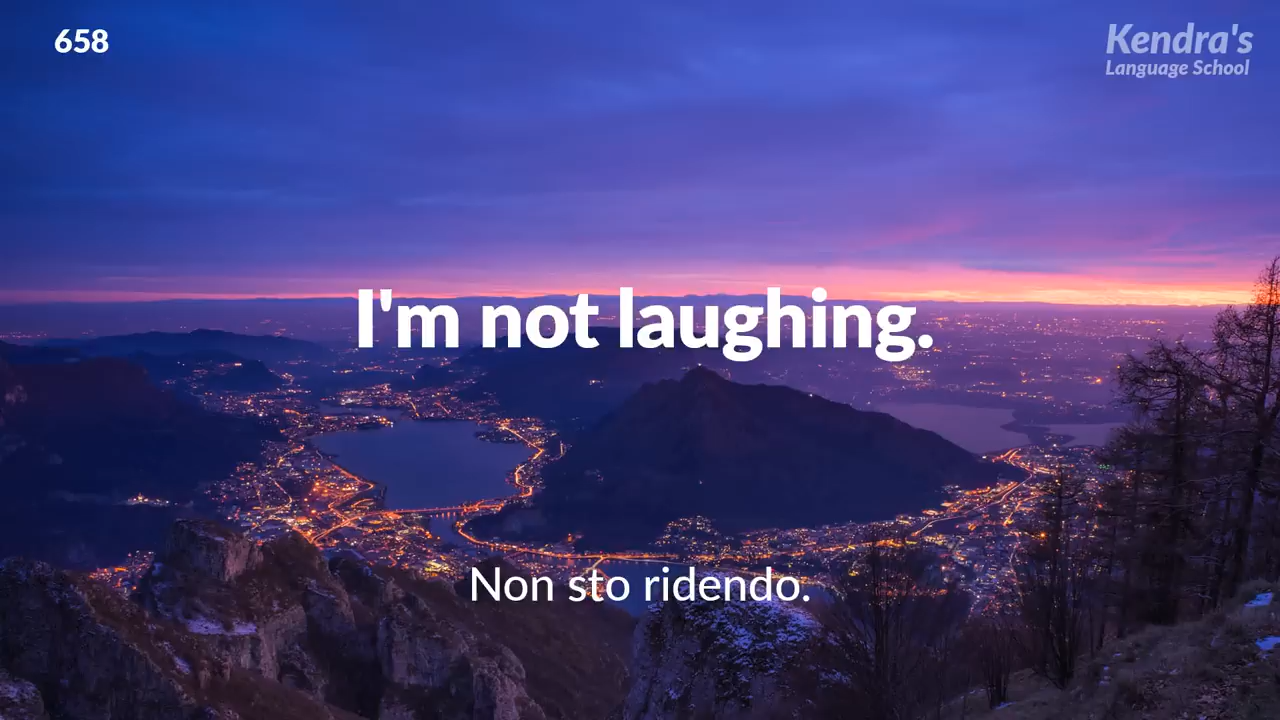 658
Kendra's
Language School
I'm not laughing.
Non sto ridendo.